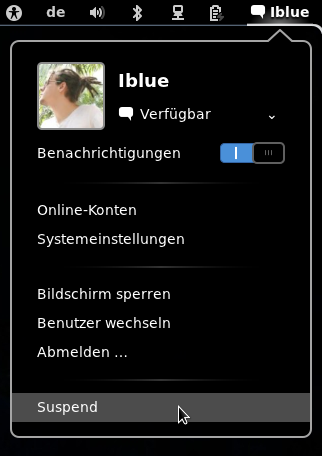 de
Iblue
Iblue
Verfügbar
Benachrichtigungen
Online-Konten
Systemeinstellungen
Bildschirm sperren
Benutzer wechseln
Abmelden ...
Suspend